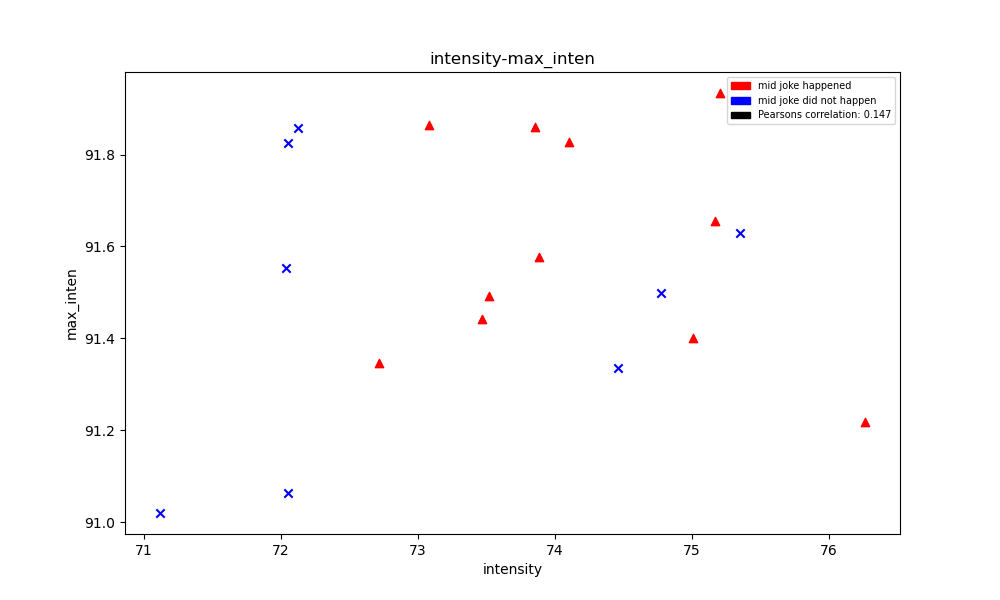 intensity-max_inten
mid joke happened
mid joke did not happen
Pearsons correlation: 0.147
max_inten
91.8
91.6
91.4
91.2
91.0
71
72
73
74
75
76
intensity